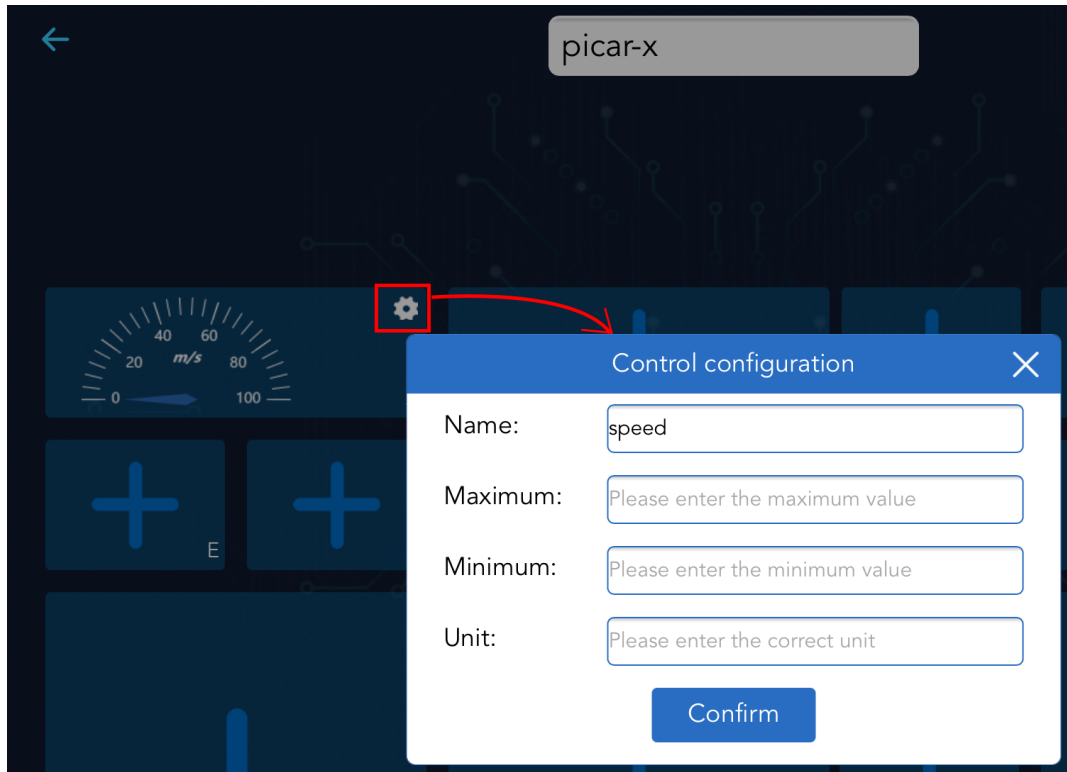 picar-x
40 60
20 m/s 80
0 100
E
Control configuration
Name: speed
Maximum: Please enter the maximum value
Minimum: Please enter the minimum value
Unit: Please enter the correct unit
Confirm